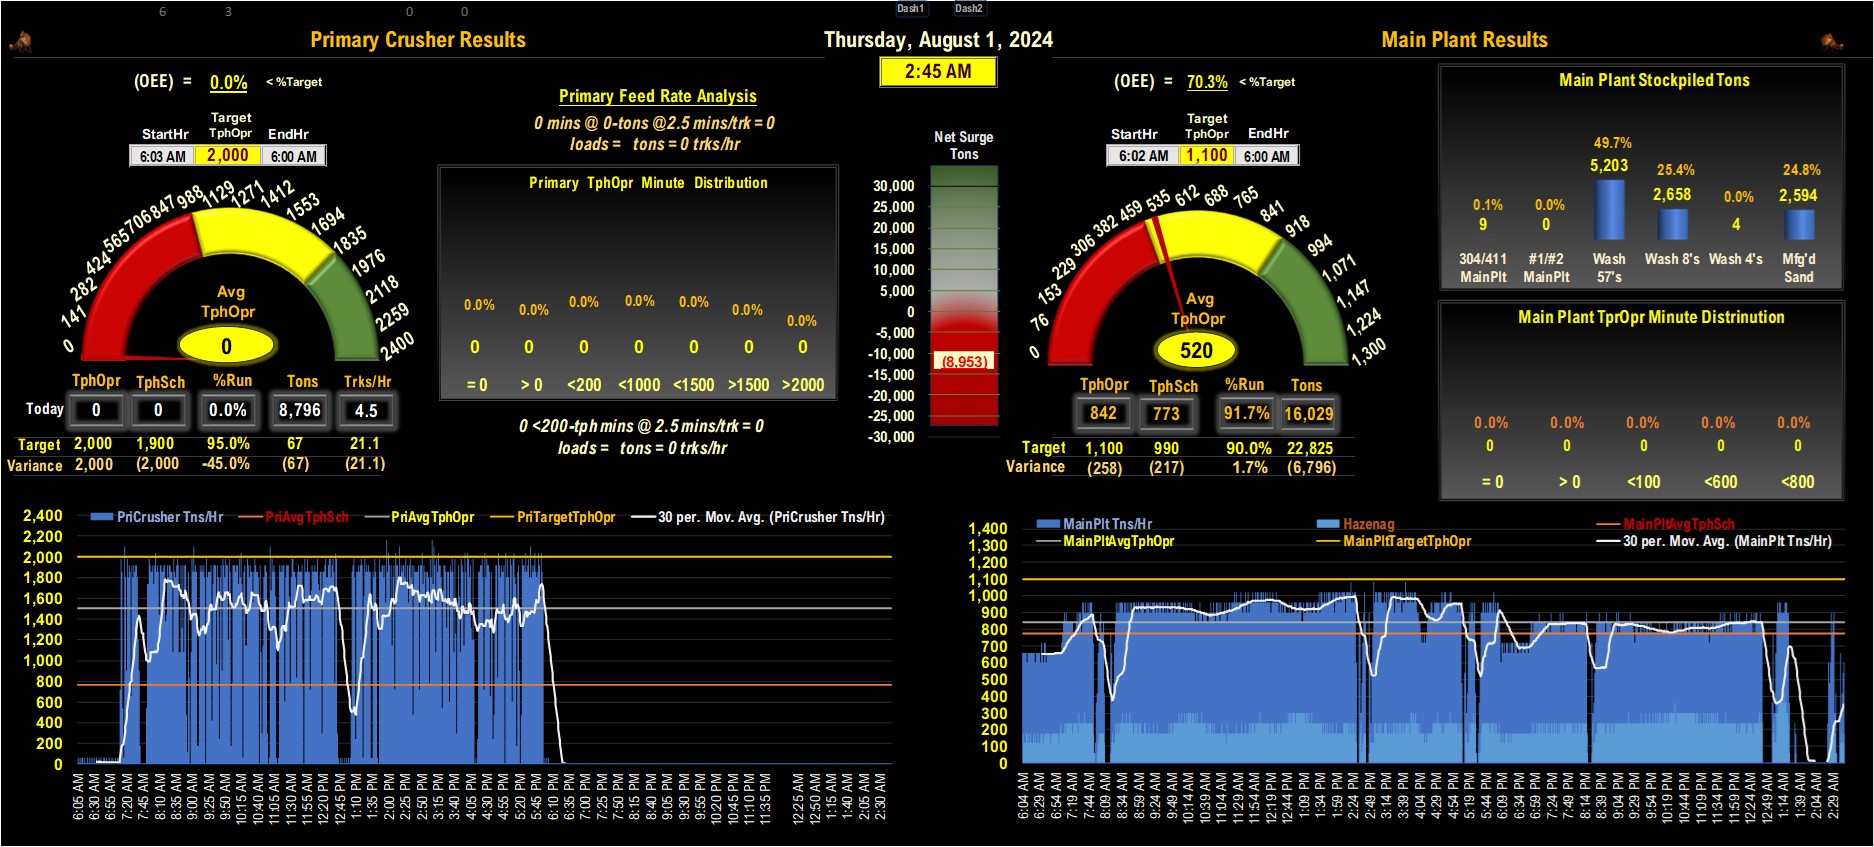 6 3 0 0 Dash1 Dash2
Primary Crusher Results
Thursday, August 1, 2024
Main Plant Results
2:45 AM
(OEE) = 0.0% < %Target
Target
StartHr TphOpr EndHr
6:03 AM 2,000 6:00 AM
0 141 282 424 565 706 847 988 1129 1271 1412 1553 1694 1835 1976 2118 2259 2400
Avg
TphOpr
0
TphOpr TphSch %Run Tons Trks/Hr
Today 0 0 0.0% 8,796 4.5
Target 2,000 1,900 95.0% 67 21.1
Variance 2,000 (2,000 -45.0% (67) (21.1)
Primary Feed Rate Analysis
0 mins @ 0-tons @2.5 mins/trk = 0
loads = tons = 0 trks/hr
Primary TphOpr Minute Distribution
0.0% 0.0% 0.0% 0.0% 0.0% 0.0% 0.0%
0 0 0 0 0 0 0
= 0 > 0 <200 <1000 <1500 >1500 >2000
0 <200-tph mins @ 2.5 mins/trk = 0
loads = tons = 0 trks/hr
Net Surge
Tons
30,000
25,000
20,000
15,000
10,000
5,000
0
-5,000
-10,000
(8,953)
-15,000
-20,000
-25,000
-30,000
(OEE) = 70.3% < %Target
Target
StartHr TphOpr EndHr
6:02 AM 1,100 6:00 AM
0 76 153 229 306 382 459 535 612 688 765 841 918 994 1,071 1,147 1,224 1,300
Avg
TphOpr
520
TphOpr TphSch %Run Tons
842 773 91.7% 16,029
Target 1,100 990 90.0% 22,825
Variance (258) (217) 1.7% (6,796)
Main Plant Stockpiled Tons
0.1% 0.0% 49.7% 25.4% 0.0% 24.8%
9 0 5,203 2,658 4 2,594
304/411 #1/#2 Wash Wash 8's Wash 4's Mfg'd
MainPlt MainPlt 57's Sand
Main Plant TprOpr Minute Distrinution
0.0% 0.0% 0.0% 0.0% 0.0%
0 0 0 0 0
= 0 > 0 <100 <600 <800
PriCrusher Tns/Hr PriAvgTphSch PriAvgTphOpr PriTargetTphOpr 30 per. Mov. Avg. (PriCrusher Tns/Hr)
2,400
2,200
2,000
1,800
1,600
1,400
1,200
1,000
800
600
400
200
0
6:05 AM 6:30 AM 6:55 AM 7:20 AM 7:45 AM 8:10 AM 8:35 AM 9:00 AM 9:25 AM 9:50 AM 10:15 AM 10:40 AM 11:05 AM 11:30 AM 11:55 AM 12:20 PM 12:45 PM 1:10 PM 1:35 PM 2:00 PM 2:25 PM 2:50 PM 3:15 PM 3:40 PM 4:05 PM 4:30 PM 4:55 PM 5:20 PM 5:45 PM 6:10 PM 6:35 PM 7:00 PM 7:25 PM 7:50 PM 8:15 PM 8:40 PM 9:05 PM 9:30 PM 9:55 PM 10:20 PM 10:45 PM 11:10 PM 11:35 PM 12:25 AM 12:50 AM 1:15 AM 1:40 AM 2:05 AM 2:30 AM
MainPlt Tns/Hr Hazenag MainPltAvgTphSch
MainPltAvgTphOpr MainPltTargetTphOpr 30 per. Mov. Avg. (MainPlt Tns/Hr)
1,400
1,300
1,200
1,100
1,000
900
800
700
600
500
400
300
200
100
0
6:04 AM 6:29 AM 6:54 AM 7:19 AM 7:44 AM 8:09 AM 8:34 AM 8:59 AM 9:24 AM 9:49 AM 10:14 AM 10:39 AM 11:04 AM 11:29 AM 11:54 AM 12:19 PM 12:44 PM 1:09 PM 1:34 PM 1:59 PM 2:24 PM 2:49 PM 3:14 PM 3:39 PM 4:04 PM 4:29 PM 4:54 PM 5:19 PM 5:44 PM 6:09 PM 6:34 PM 6:59 PM 7:24 PM 7:49 PM 8:14 PM 8:39 PM 9:04 PM 9:29 PM 9:54 PM 10:19 PM 10:44 PM 11:09 PM 11:34 PM 11:59 PM 12:24 AM 12:49 AM 1:14 AM 1:39 AM 2:04 AM 2:29 AM